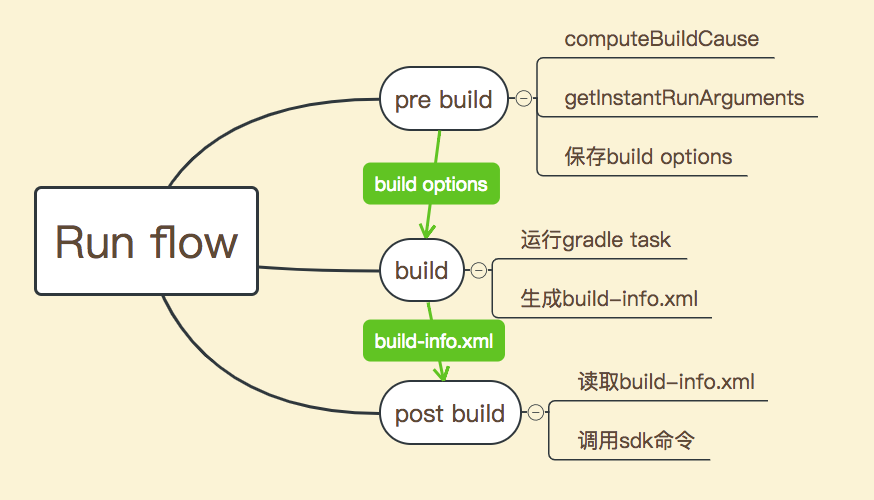 Run flow
pre build
computeBuildCause
getInstantRunArguments
保存build options
build options
build
运行gradle task
生成build-info.xml
build-info.xml
post build
读取build-info.xml
调用sdk命令